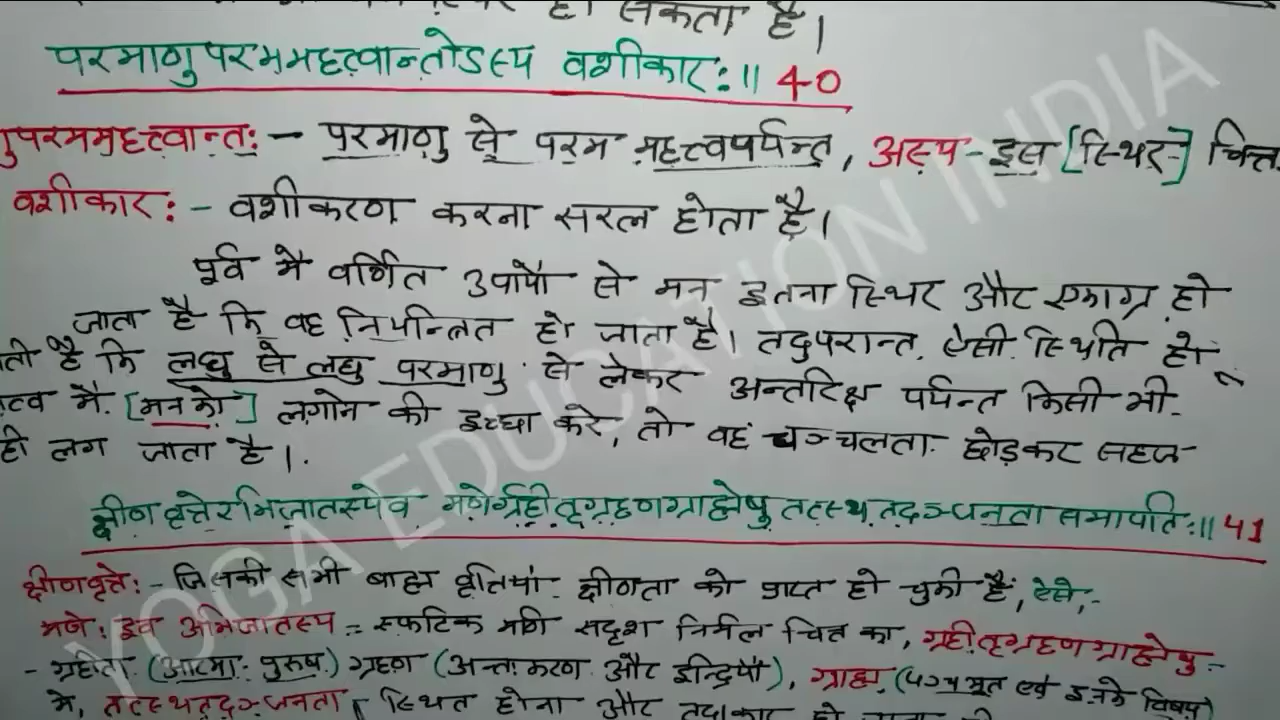 हो सकता है।
परमाणुपरममहत्त्वान्तोऽस्य वशीकारः॥ 40
णुपरममहत्त्वान्तः - परमाणु से परम महत्त्वपर्यन्त, अस्य - इस [स्थिर] चित्त
वशीकारः - वशीकरण करना सरल होता है।
पूर्व में वर्णित उपायों से मन इतना स्थिर और एकाग्र हो
जाता है कि वह नियन्त्रित हो जाता है। तदुपरान्त ऐसी स्थिति हो
ती है कि लघु से लघु परमाणु से लेकर अन्तरिक्ष पर्यन्त किसी भी
में [मन को] लगाने की इच्छा करे, तो वह चञ्चलता छोड़कर सहज
ही लग जाता है।
क्षीणवृत्तेरभिजातस्येव मणेर्ग्रहीतृग्रहणग्राह्येषु तत्स्थतदञ्जनता समापत्तिः॥ 41
क्षीणवृत्तेः - जिसकी सभी बाह्य वृत्तियां क्षीणता को प्राप्त हो चुकी हैं, ऐसे,-
मणेः इव अभिजातस्य = स्फटिक मणि सदृश निर्मल चित्त का, ग्रहीतृग्रहणग्राह्येषु -
- ग्रहीता (आत्मा- पुरुष) ग्रहण (अन्तःकरण और इन्द्रियाँ), ग्राह्य (पञ्चभूत एवं इनके विषय)
में, तत्स्थतदञ्जनता स्थित होना और तदाकार हो
YOGA EDUCATION INDIA